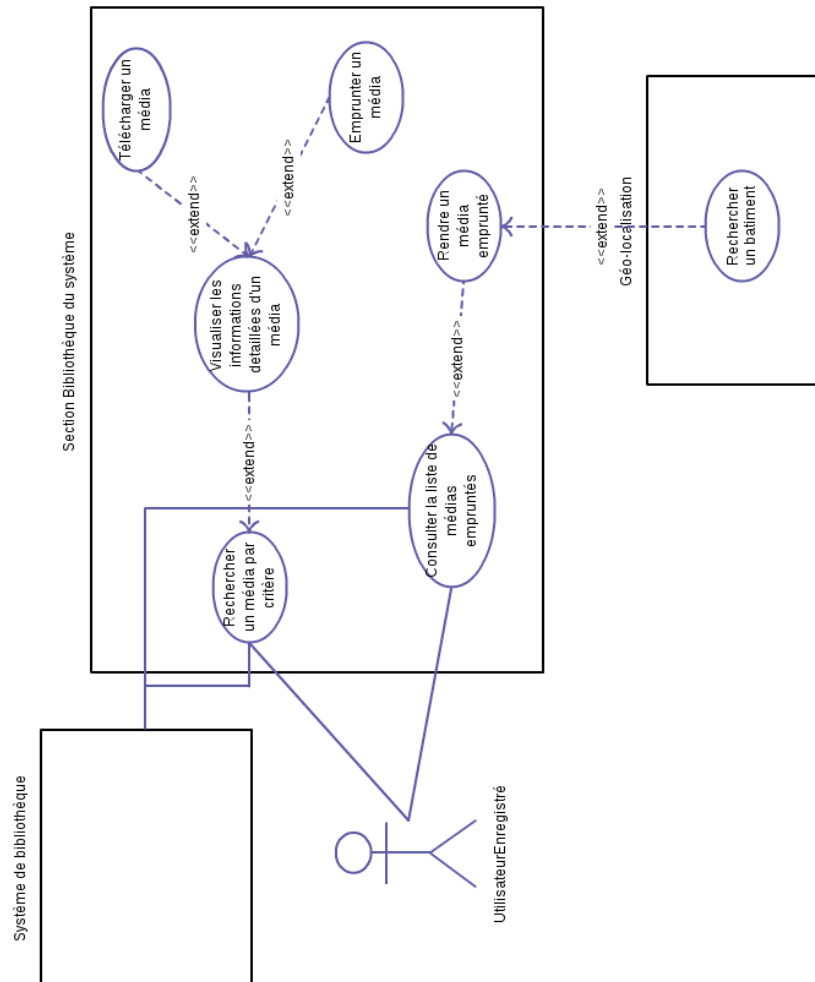 Système de bibliothèque
UtilisateurEnregistré
Section Bibliothèque du système
Rechercher
un média par
critère
<<extend>>
Visualiser les
informations
detaillées d'un
média
<<extend>>
Télécharger un
média
<<extend>>
Emprunter un
média
Consulter la liste de
médias
empruntés
<<extend>>
Rendre un
média
emprunté
<<extend>>
Géo-localisation
Rechercher
un batiment